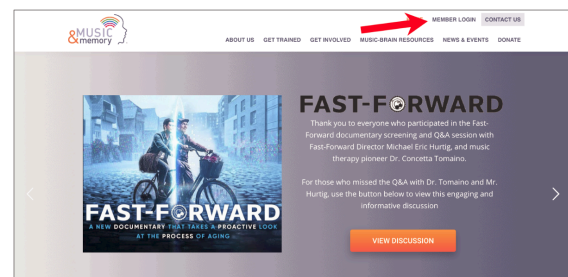 MEMBER LOGIN CONTACT US
&MUSIC
memory
ABOUT US GET TRAINED GET INVOLVED MUSIC-BRAIN RESOURCES NEWS & EVENTS DONATE
FAST-FORWARD
Thank you to everyone who participated in the Fast-
Forward documentary screening and Q&A session with
Fast-Forward Director Michael Eric Hurtig, and music
therapy pioneer Dr. Concetta Tomaino.
For those who missed the Q&A with Dr. Tomaino and Mr.
Hurtig, use the button below to view this engaging and
informative discussion
VIEW DISCUSSION
FAST-FORWARD
A NEW DOCUMENTARY THAT TAKES A PROACTIVE LOOK
AT THE PROCESS OF AGING